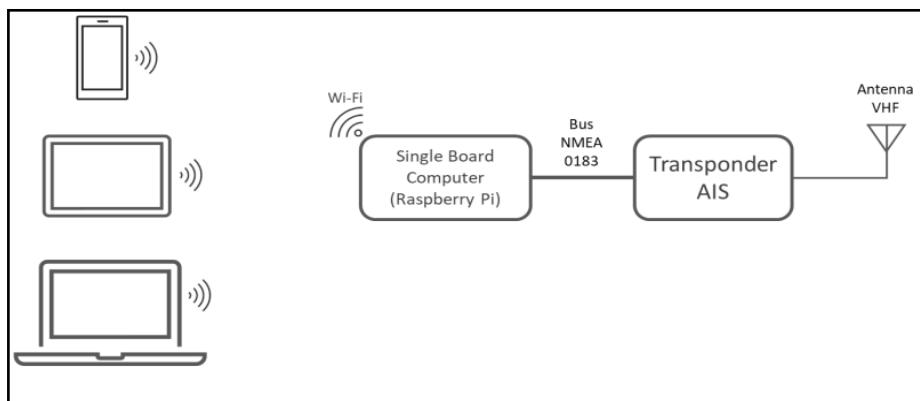 Wi-Fi
Single Board
Computer
(Raspberry Pi)
Bus
NMEA
0183
Transponder
AIS
Antenna
VHF